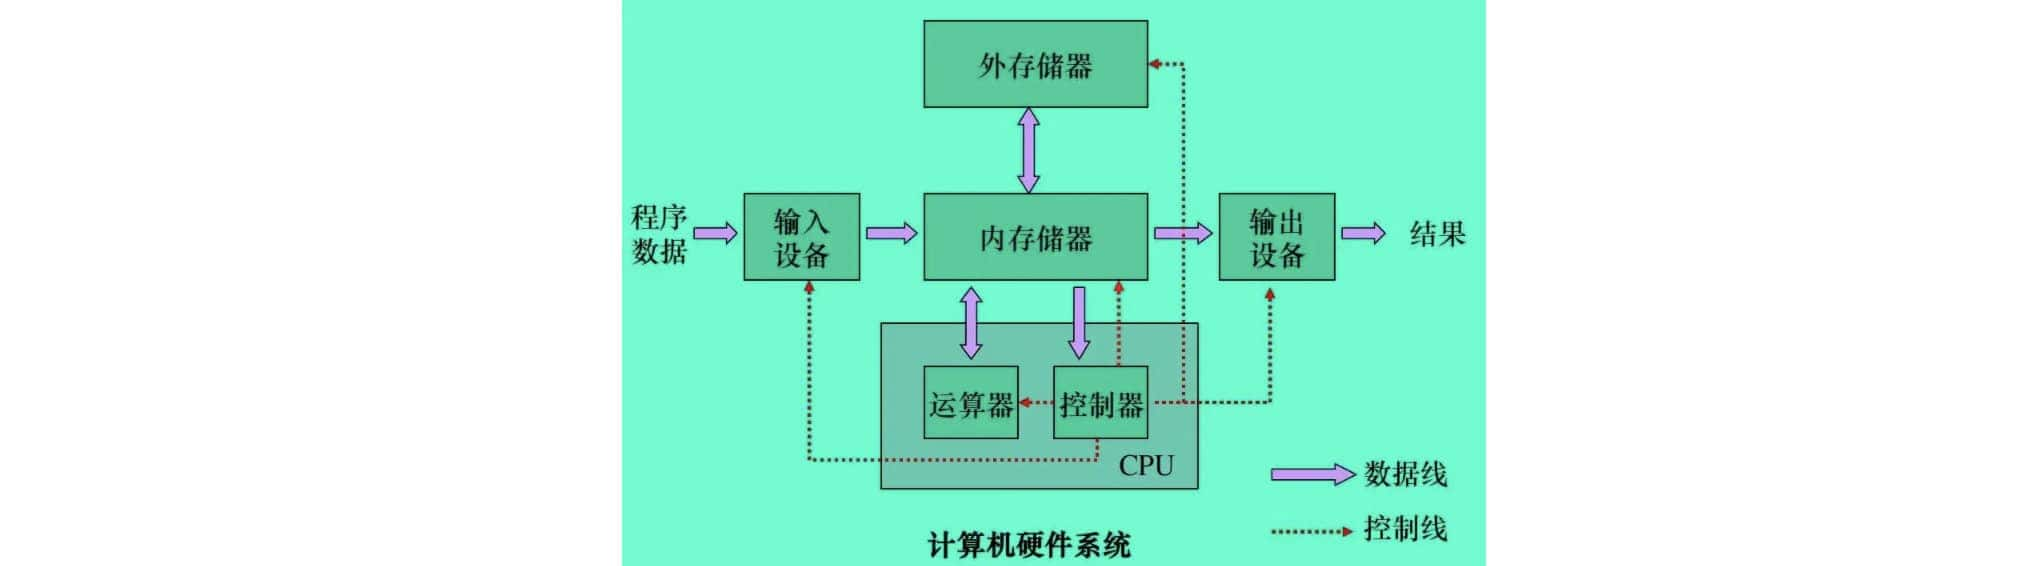 外存储器
程序
数据
输入
设备
内存储器
输出
设备
结果
运算器
控制器
CPU
数据线
控制线
计算机硬件系统